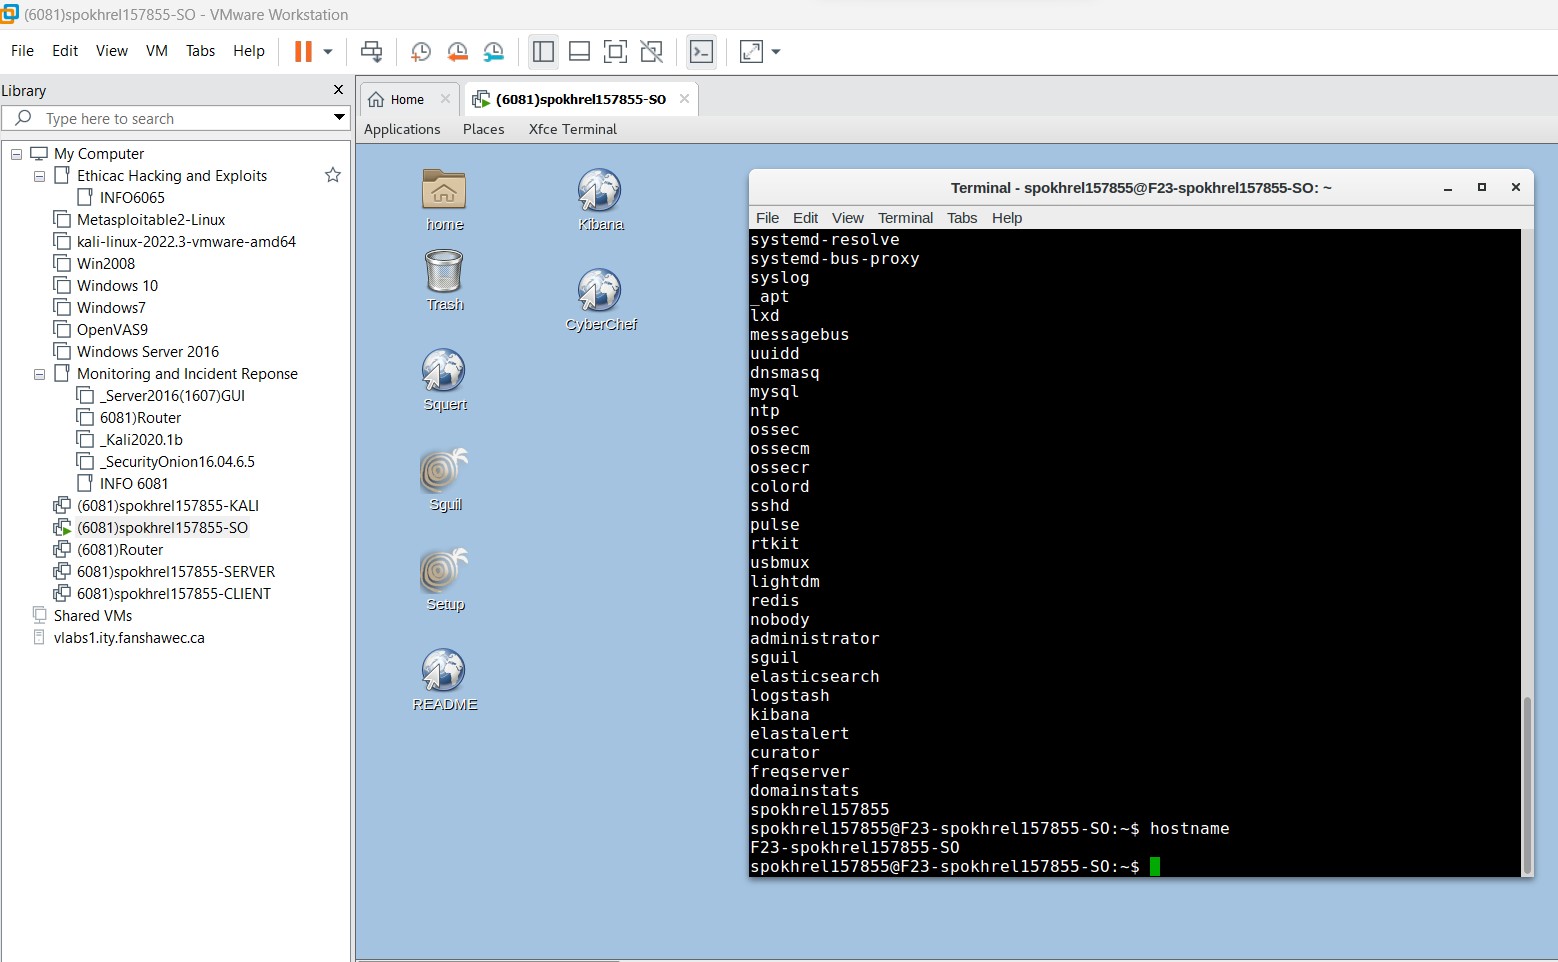 (6081)spokhrel157855-SO - VMware Workstation
File Edit View VM Tabs Help
Library
Type here to search
My Computer
Ethicac Hacking and Exploits
INFO6065
Metasploitable2-Linux
kali-linux-2022.3-vmware-amd64
Win2008
Windows 10
Windows7
OpenVAS9
Windows Server 2016
Monitoring and Incident Reponse
_Server2016(1607)GUI
6081)Router
_Kali2020.1b
_SecurityOnion16.04.6.5
INFO 6081
(6081)spokhrel157855-KALI
(6081)spokhrel157855-SO
(6081)Router
6081)spokhrel157855-SERVER
6081)spokhrel157855-CLIENT
Shared VMs
vlabs1.ity.fanshawec.ca
Home (6081)spokhrel157855-SO
Applications Places Xfce Terminal
home
Kibana
Trash
CyberChef
Squert
Sguil
Setup
README
Terminal - spokhrel157855@F23-spokhrel157855-SO: ~
File Edit View Terminal Tabs Help
systemd-resolve
systemd-bus-proxy
syslog
_apt
lxd
messagebus
uuidd
dnsmasq
mysql
ntp
ossec
ossecm
ossecr
colord
sshd
pulse
rtkit
usbmux
lightdm
redis
nobody
administrator
sguil
elasticsearch
logstash
kibana
elastalert
curator
freqserver
domainstats
spokhrel157855
spokhrel157855@F23-spokhrel157855-SO:~$ hostname
F23-spokhrel157855-SO
spokhrel157855@F23-spokhrel157855-SO:~$